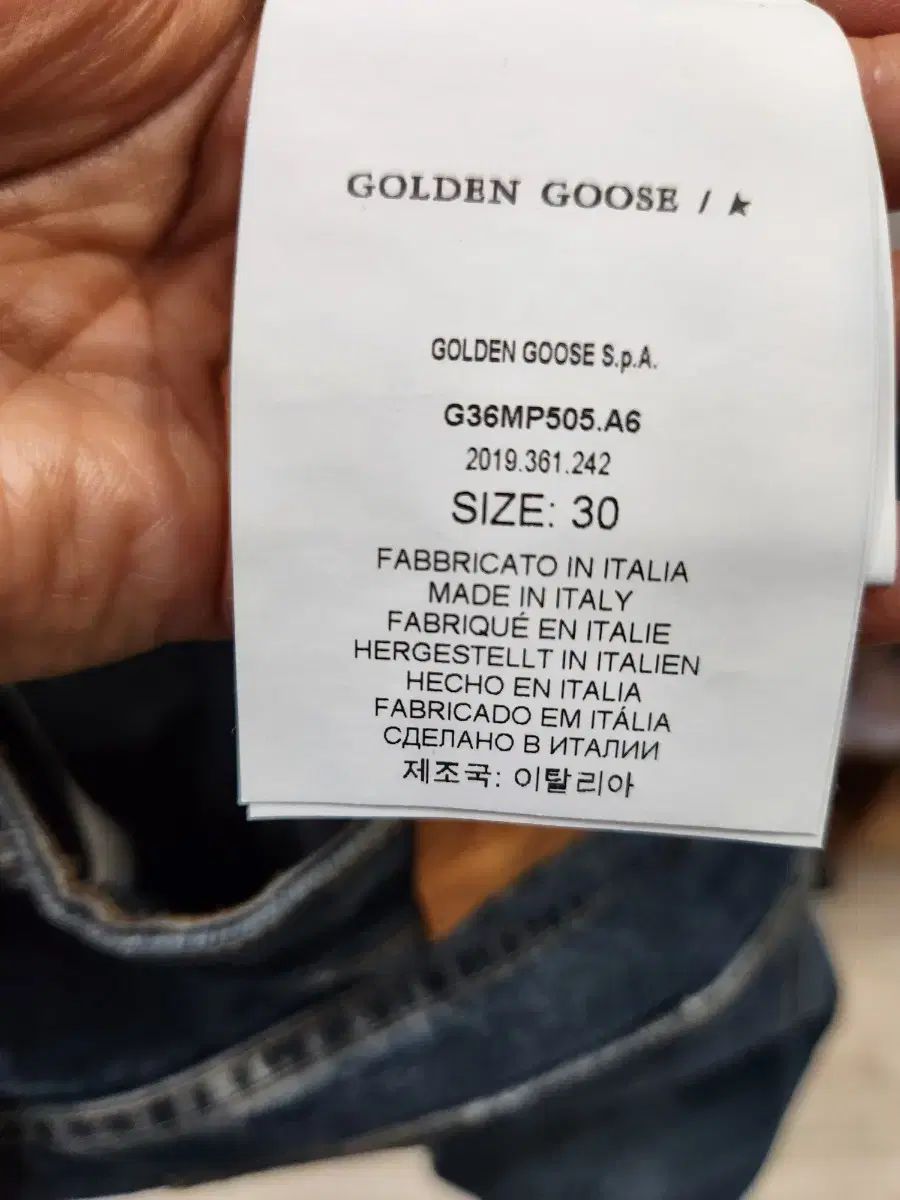 GOLDEN GOOSE / ★
GOLDEN GOOSE S.p.A.
G36MP505.A6
2019.361.242
SIZE: 30
FABBRICATO IN ITALIA
MADE IN ITALY
FABRIQUÉ EN ITALIE
HERGESTELLT IN ITALIEN
HECHO EN ITALIA
FABRICADO EM ITÁLIA
СДЕЛАНО В ИТАЛИИ
제조국: 이탈리아